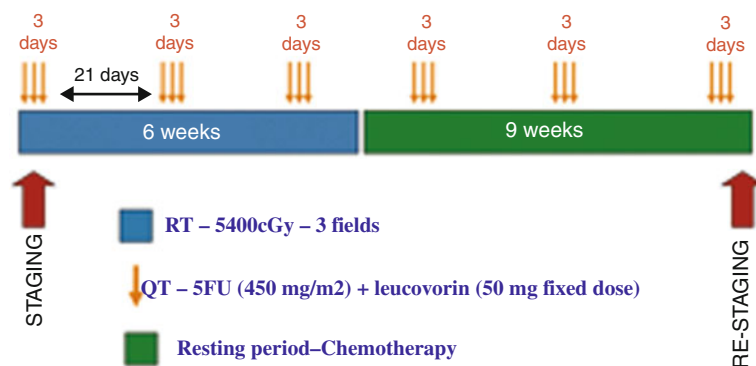 3 days
3 days
3 days
3 days
3 days
3 days
21 days
6 weeks
9 weeks
STAGING
RE-STAGING
RT – 5400cGy – 3 fields
QT – 5FU (450 mg/m2) + leucovorin (50 mg fixed dose)
Resting period–Chemotherapy